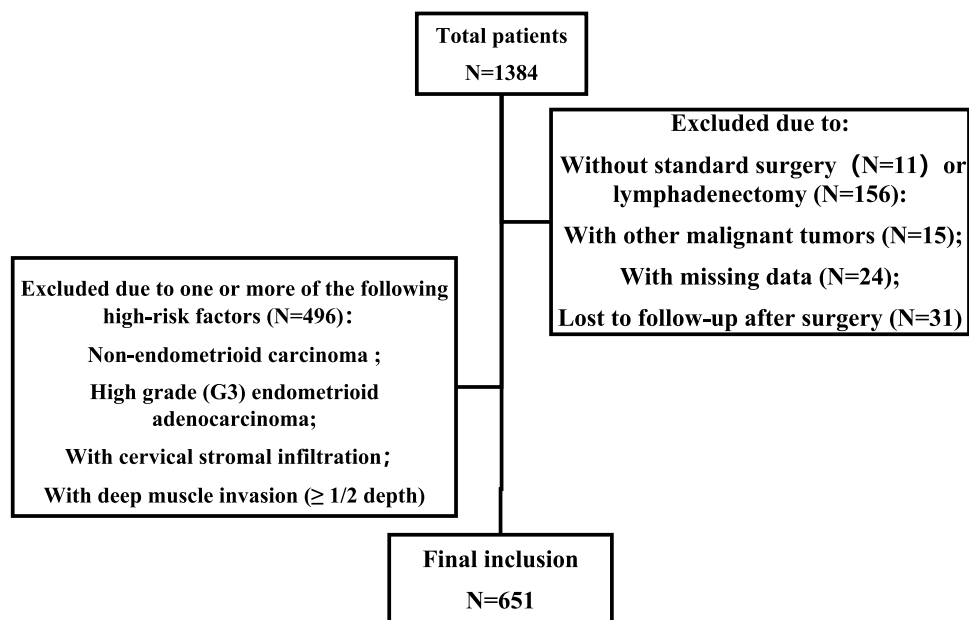 Total patients
N=1384
Excluded due to:
Without standard surgery（N=11）or
lymphadenectomy (N=156):
With other malignant tumors (N=15);
With missing data (N=24);
Lost to follow-up after surgery (N=31)
Excluded due to one or more of the following
high-risk factors (N=496)：
Non-endometrioid carcinoma ;
High grade (G3) endometrioid
adenocarcinoma;
With cervical stromal infiltration；
With deep muscle invasion (≥ 1/2 depth)
Final inclusion
N=651